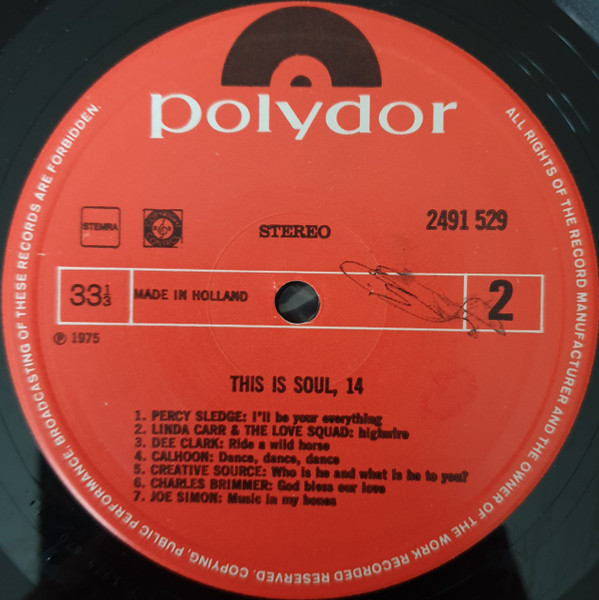 polydor
STEMRA
STEREO
2491 529
33 1/3
MADE IN HOLLAND
2
℗ 1975
THIS IS SOUL, 14
1. PERCY SLEDGE: I'll be your everything
2. LINDA CARR & THE LOVE SQUAD: highwire
3. DEE CLARK: Ride a wild horse
4. CALHOON: Dance, dance, dance
5. CREATIVE SOURCE: Who is he and what is he to you?
6. CHARLES BRIMMER: God bless our love
7. JOE SIMON: Music in my bones
ALL RIGHTS OF THE RECORD MANUFACTURER AND THE OWNER OF THE WORK RECORDED RESERVED. COPYING, PUBLIC PERFORMANCE, BROADCASTING OF THESE RECORDS ARE FORBIDDEN.